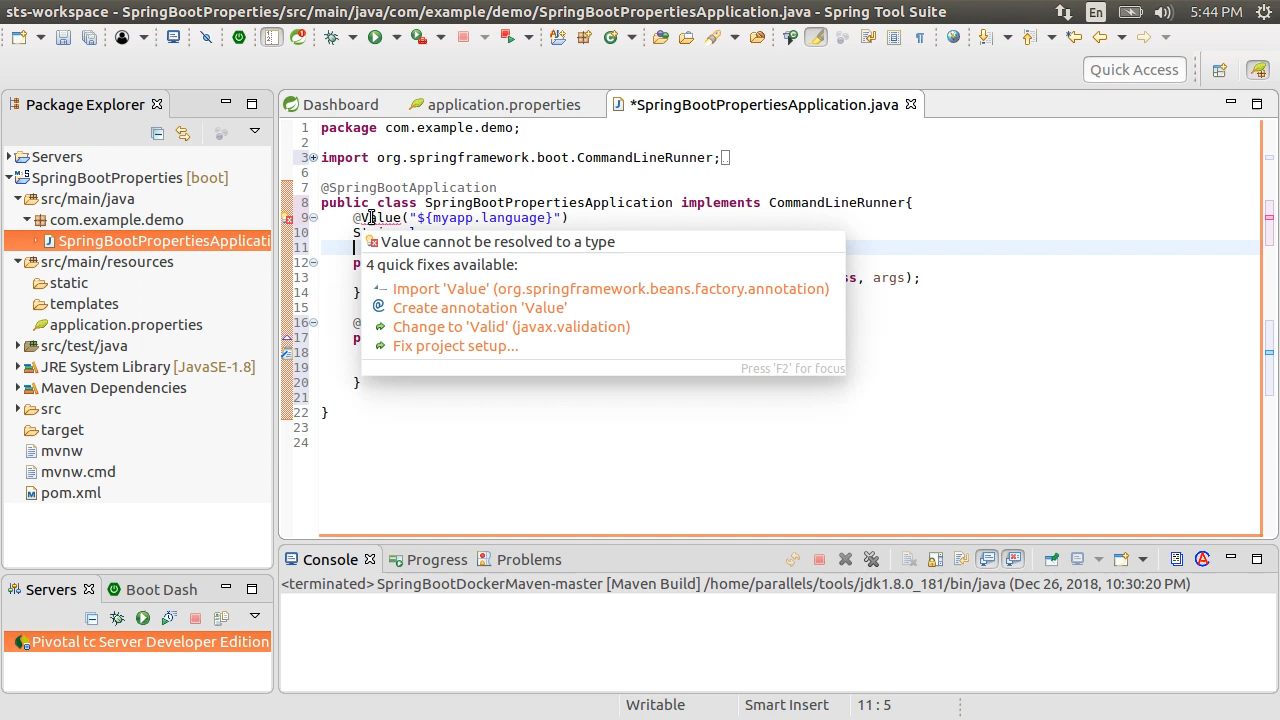 sts-workspace - SpringBootProperties/src/main/java/com/example/demo/SpringBootPropertiesApplication.java - Spring Tool Suite
En
5:44 PM
Quick Access
Package Explorer
Servers
SpringBootProperties [boot]
src/main/java
com.example.demo
SpringBootPropertiesApplicati
src/main/resources
static
templates
application.properties
src/test/java
JRE System Library [JavaSE-1.8]
Maven Dependencies
src
target
mvnw
mvnw.cmd
pom.xml
Dashboard
application.properties
*SpringBootPropertiesApplication.java
1 package com.example.demo;
2
3 import org.springframework.boot.CommandLineRunner;
6
7 @SpringBootApplication
8 public class SpringBootPropertiesApplication implements CommandLineRunner{
9 @Value("${myapp.language}")
10
11
12
13 ss, args);
14 }
15
16 @
17
18
19
20 }
21
22 }
23
24
Value cannot be resolved to a type
4 quick fixes available:
Import 'Value' (org.springframework.beans.factory.annotation)
Create annotation 'Value'
Change to 'Valid' (javax.validation)
Fix project setup...
Press 'F2' for focus
Servers
Boot Dash
Pivotal tc Server Developer Edition
Console
Progress
Problems
<terminated> SpringBootDockerMaven-master [Maven Build] /home/parallels/tools/jdk1.8.0_181/bin/java (Dec 26, 2018, 10:30:20 PM)
Writable
Smart Insert
11 : 5